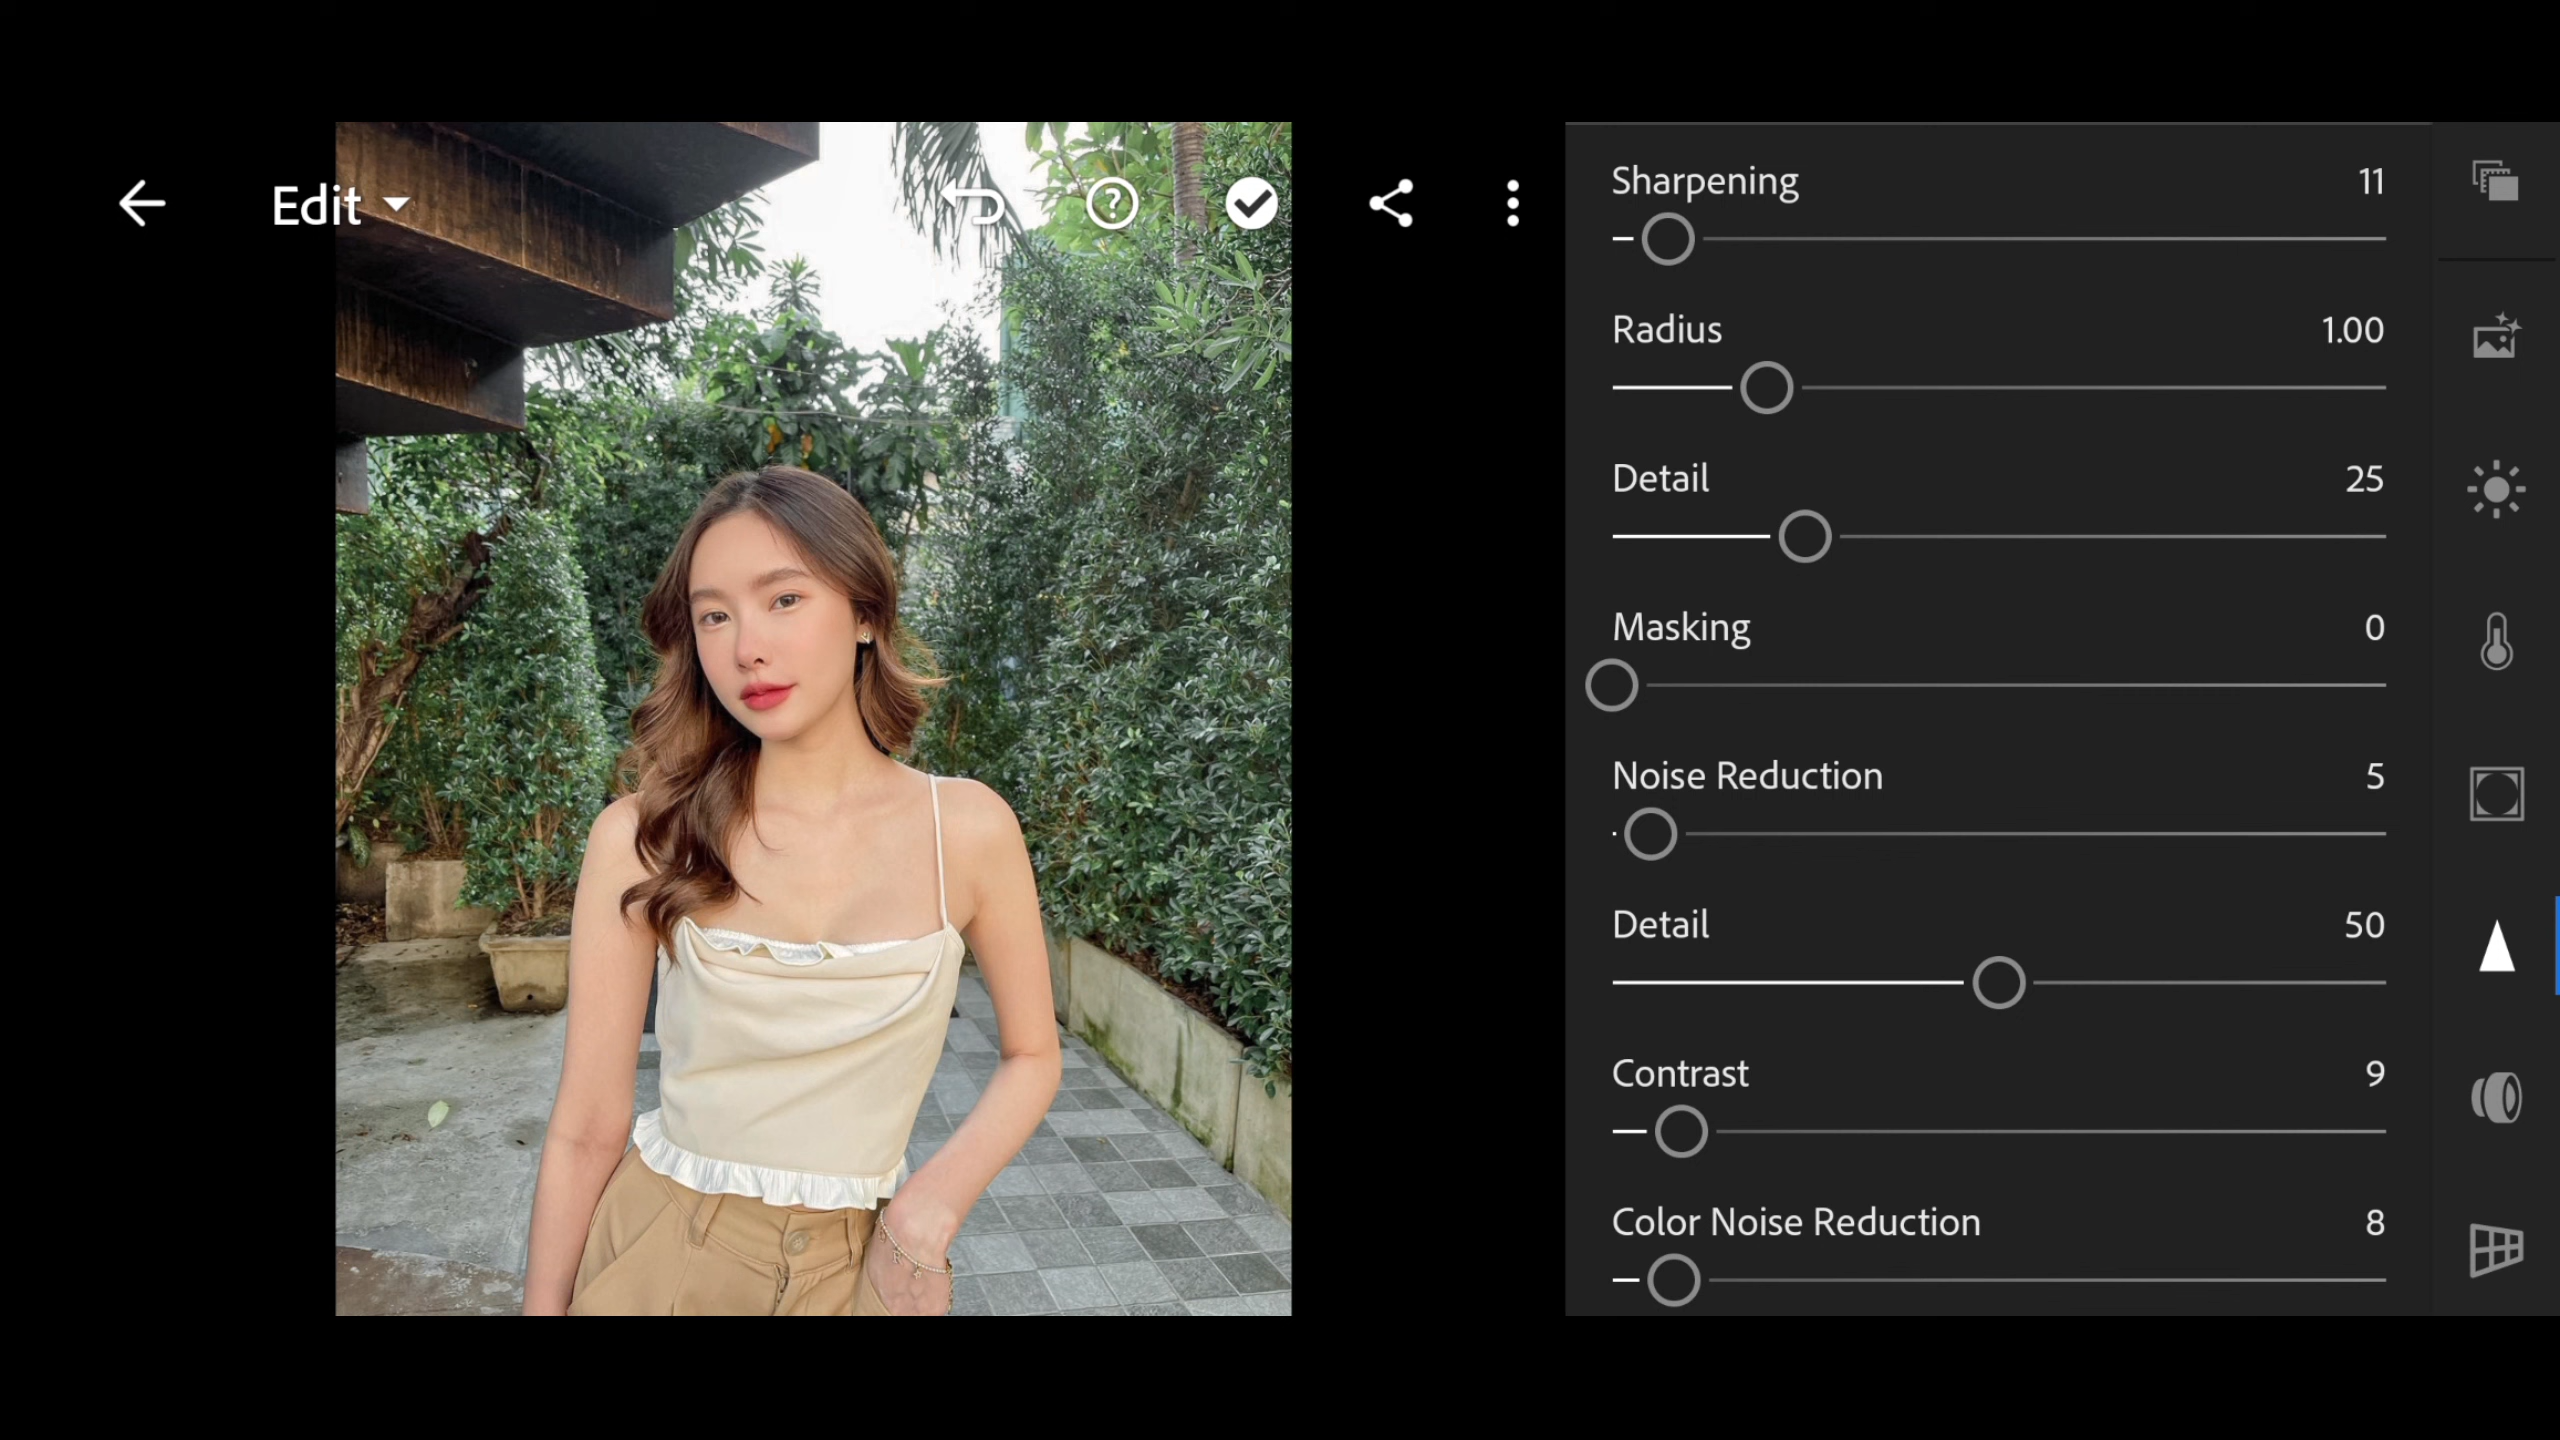 Edit
Sharpening 11
Radius 1.00
Detail 25
Masking 0
Noise Reduction 5
Detail 50
Contrast 9
Color Noise Reduction 8